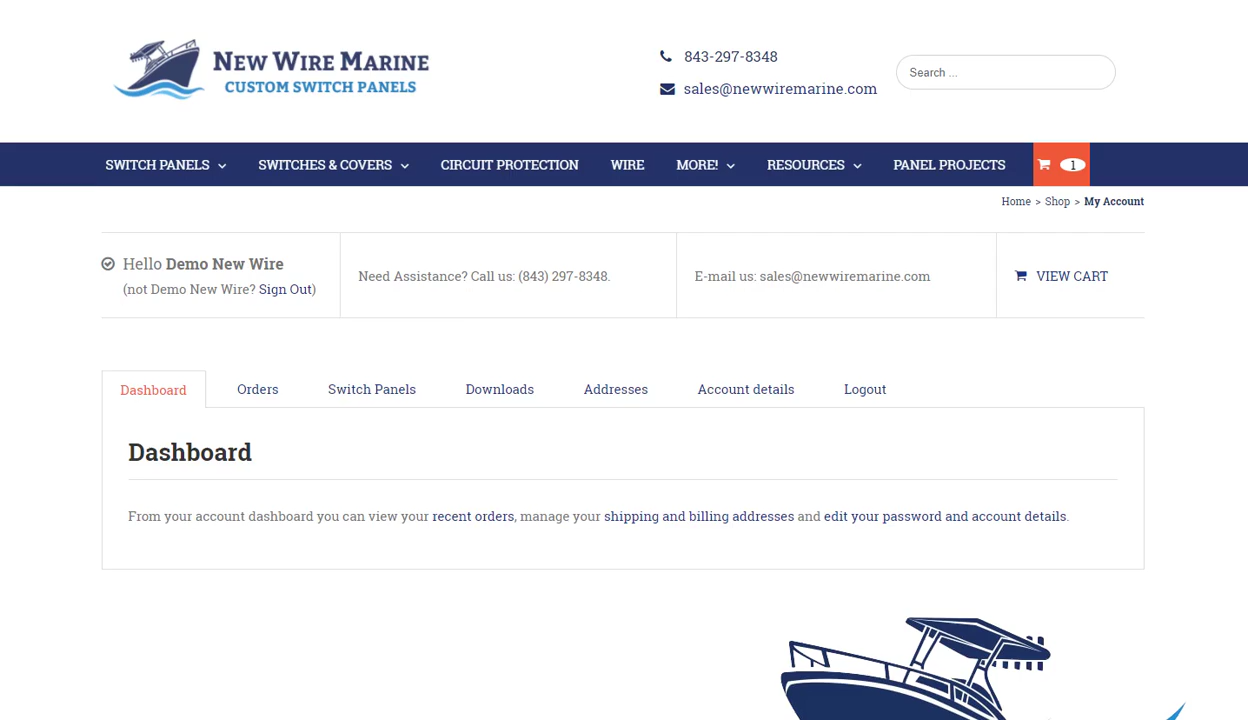 NEW WIRE MARINE
CUSTOM SWITCH PANELS
843-297-8348
sales@newwiremarine.com
Search ...
SWITCH PANELS SWITCHES & COVERS CIRCUIT PROTECTION WIRE MORE! RESOURCES PANEL PROJECTS 1
Home > Shop > My Account
Hello Demo New Wire
(not Demo New Wire? Sign Out)
Need Assistance? Call us: (843) 297-8348.
E-mail us: sales@newwiremarine.com
VIEW CART
Dashboard Orders Switch Panels Downloads Addresses Account details Logout
Dashboard
From your account dashboard you can view your recent orders, manage your shipping and billing addresses and edit your password and account details.